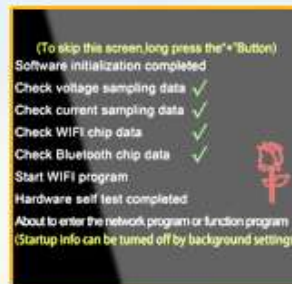 (To skip this screen,long press the"+"Button)
Software initialization completed
Check voltage sampling data
Check current sampling data
Check WIFI chip data
Check Bluetooth chip data
Start WIFI program
Hardware self test completed
About to enter the network program or function program
(Startup info can be turned off by background settings